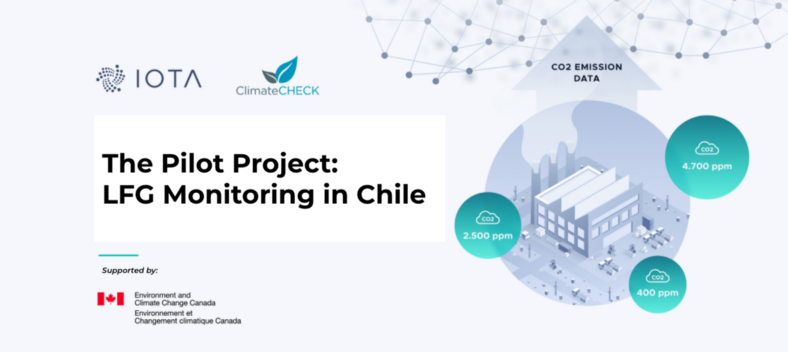 IOTA
ClimateCHECK
The Pilot Project:
LFG Monitoring in Chile
Supported by:
Environment and
Climate Change Canada
Environnement et
Changement climatique Canada
CO2 EMISSION
DATA
CO2
4.700 ppm
CO2
2.500 ppm
CO2
400 ppm